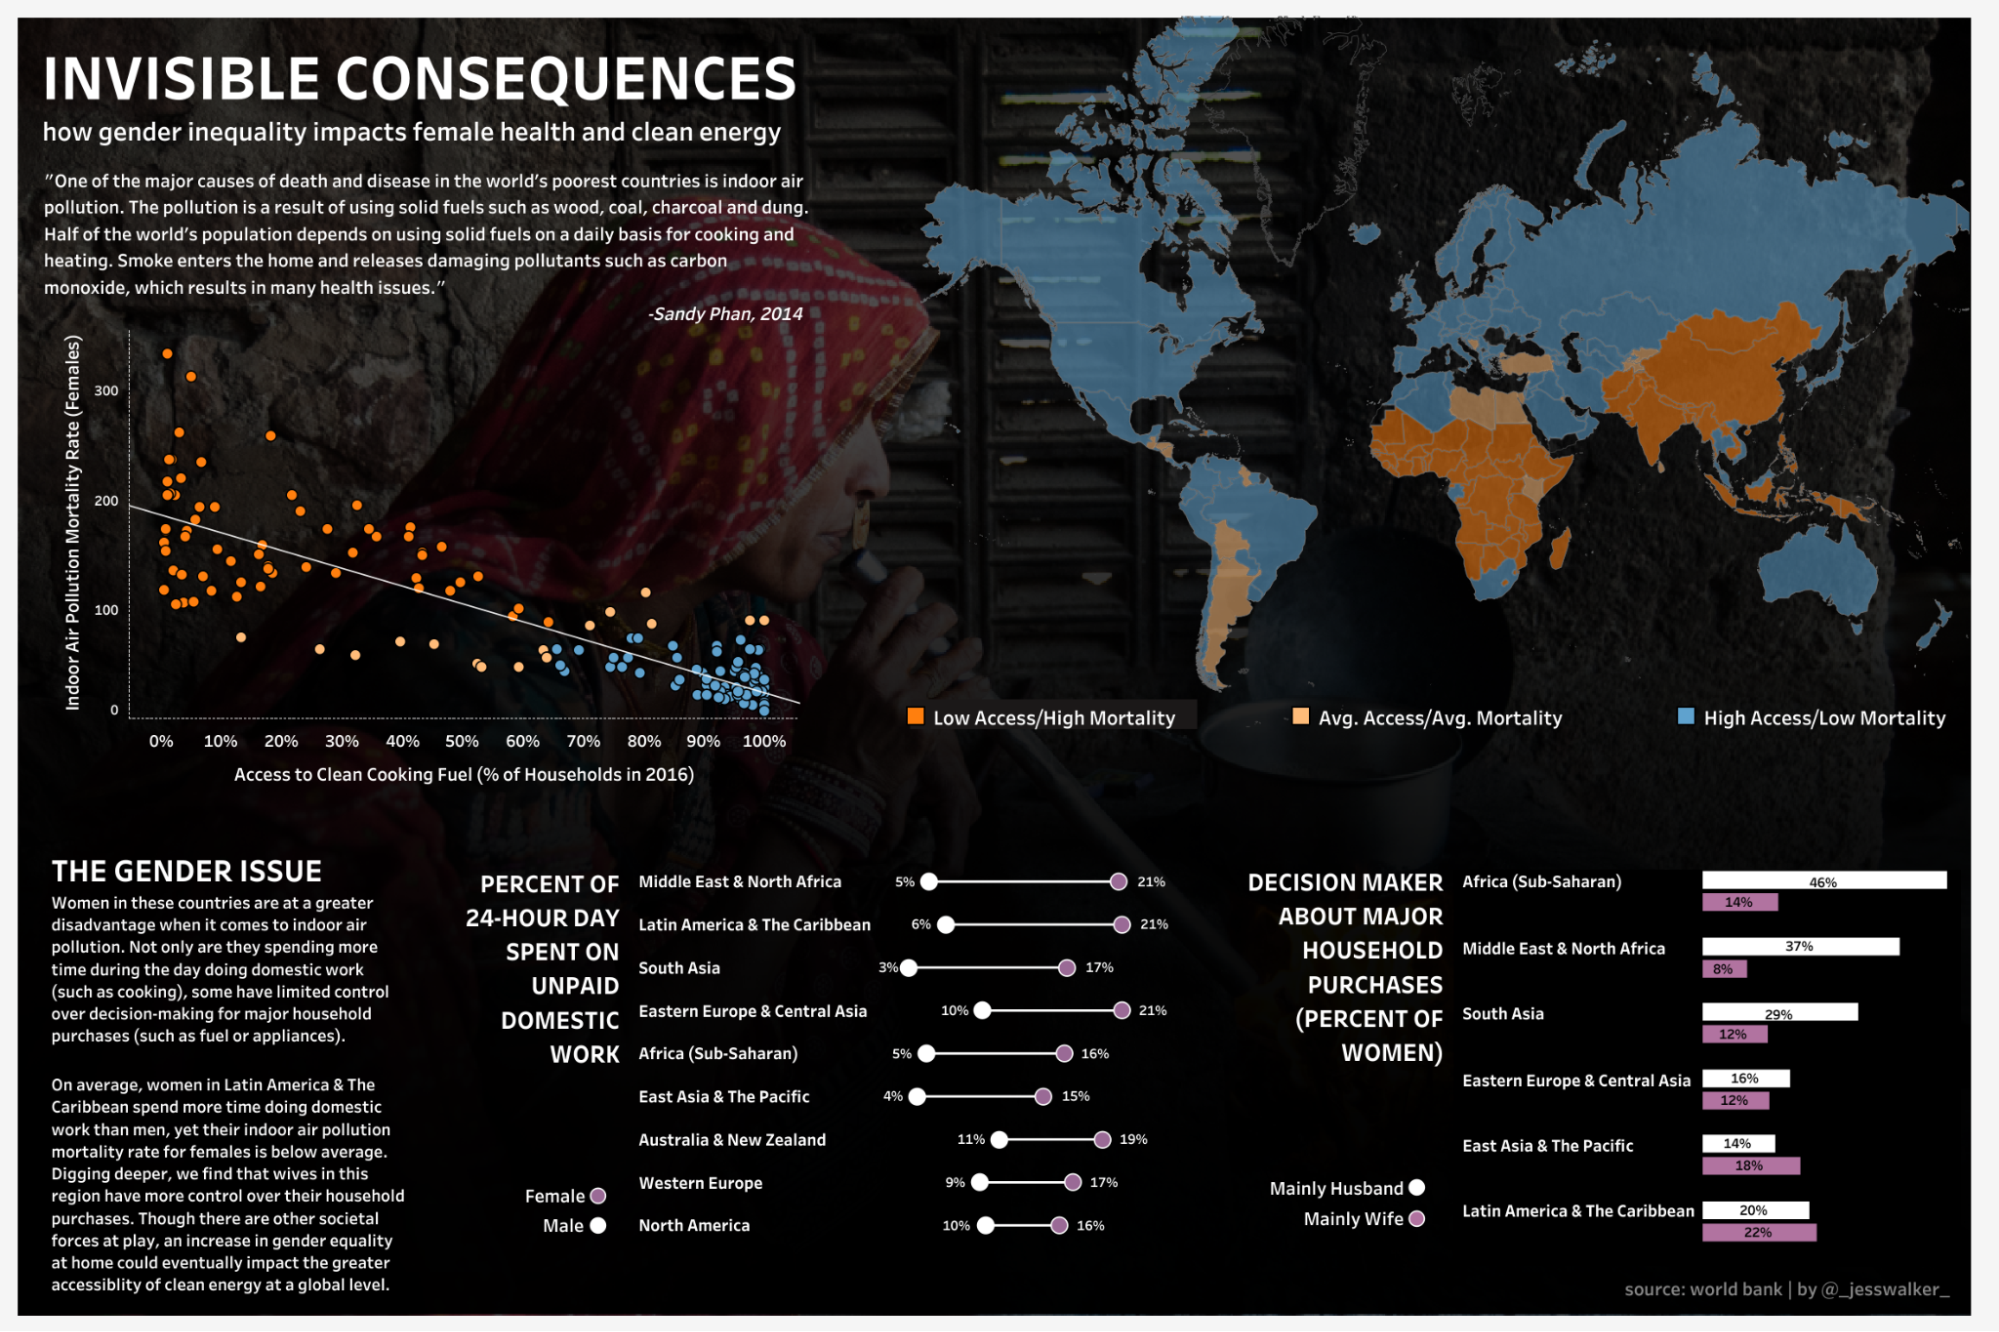 INVISIBLE CONSEQUENCES
how gender inequality impacts female health and clean energy
"One of the major causes of death and disease in the world's poorest countries is indoor air
pollution. The pollution is a result of using solid fuels such as wood, coal, charcoal and dung.
Half of the world's population depends on using solid fuels on a daily basis for cooking and
heating. Smoke enters the home and releases damaging pollutants such as carbon
monoxide, which results in many health issues."
-Sandy Phan, 2014
Indoor Air Pollution Mortality Rate (Females)
300
200
100
0
0% 10% 20% 30% 40% 50% 60% 70% 80% 90% 100%
Access to Clean Cooking Fuel (% of Households in 2016)
Low Access/High Mortality
Avg. Access/Avg. Mortality
High Access/Low Mortality
THE GENDER ISSUE
Women in these countries are at a greater
disadvantage when it comes to indoor air
pollution. Not only are they spending more
time during the day doing domestic work
(such as cooking), some have limited control
over decision-making for major household
purchases (such as fuel or appliances).
On average, women in Latin America & The
Caribbean spend more time doing domestic
work than men, yet their indoor air pollution
mortality rate for females is below average.
Digging deeper, we find that wives in this
region have more control over their household
purchases. Though there are other societal
forces at play, an increase in gender equality
at home could eventually impact the greater
accessiblity of clean energy at a global level.
PERCENT OF
24-HOUR DAY
SPENT ON
UNPAID
DOMESTIC
WORK
Female
Male
Middle East & North Africa 5% 21%
Latin America & The Caribbean 6% 21%
South Asia 3% 17%
Eastern Europe & Central Asia 10% 21%
Africa (Sub-Saharan) 5% 16%
East Asia & The Pacific 4% 15%
Australia & New Zealand 11% 19%
Western Europe 9% 17%
North America 10% 16%
DECISION MAKER
ABOUT MAJOR
HOUSEHOLD
PURCHASES
(PERCENT OF
WOMEN)
Mainly Husband
Mainly Wife
Africa (Sub-Saharan) 46%
14%
Middle East & North Africa 37%
8%
South Asia 29%
12%
Eastern Europe & Central Asia 16%
12%
East Asia & The Pacific 14%
18%
Latin America & The Caribbean 20%
22%
source: world bank | by @_jesswalker_